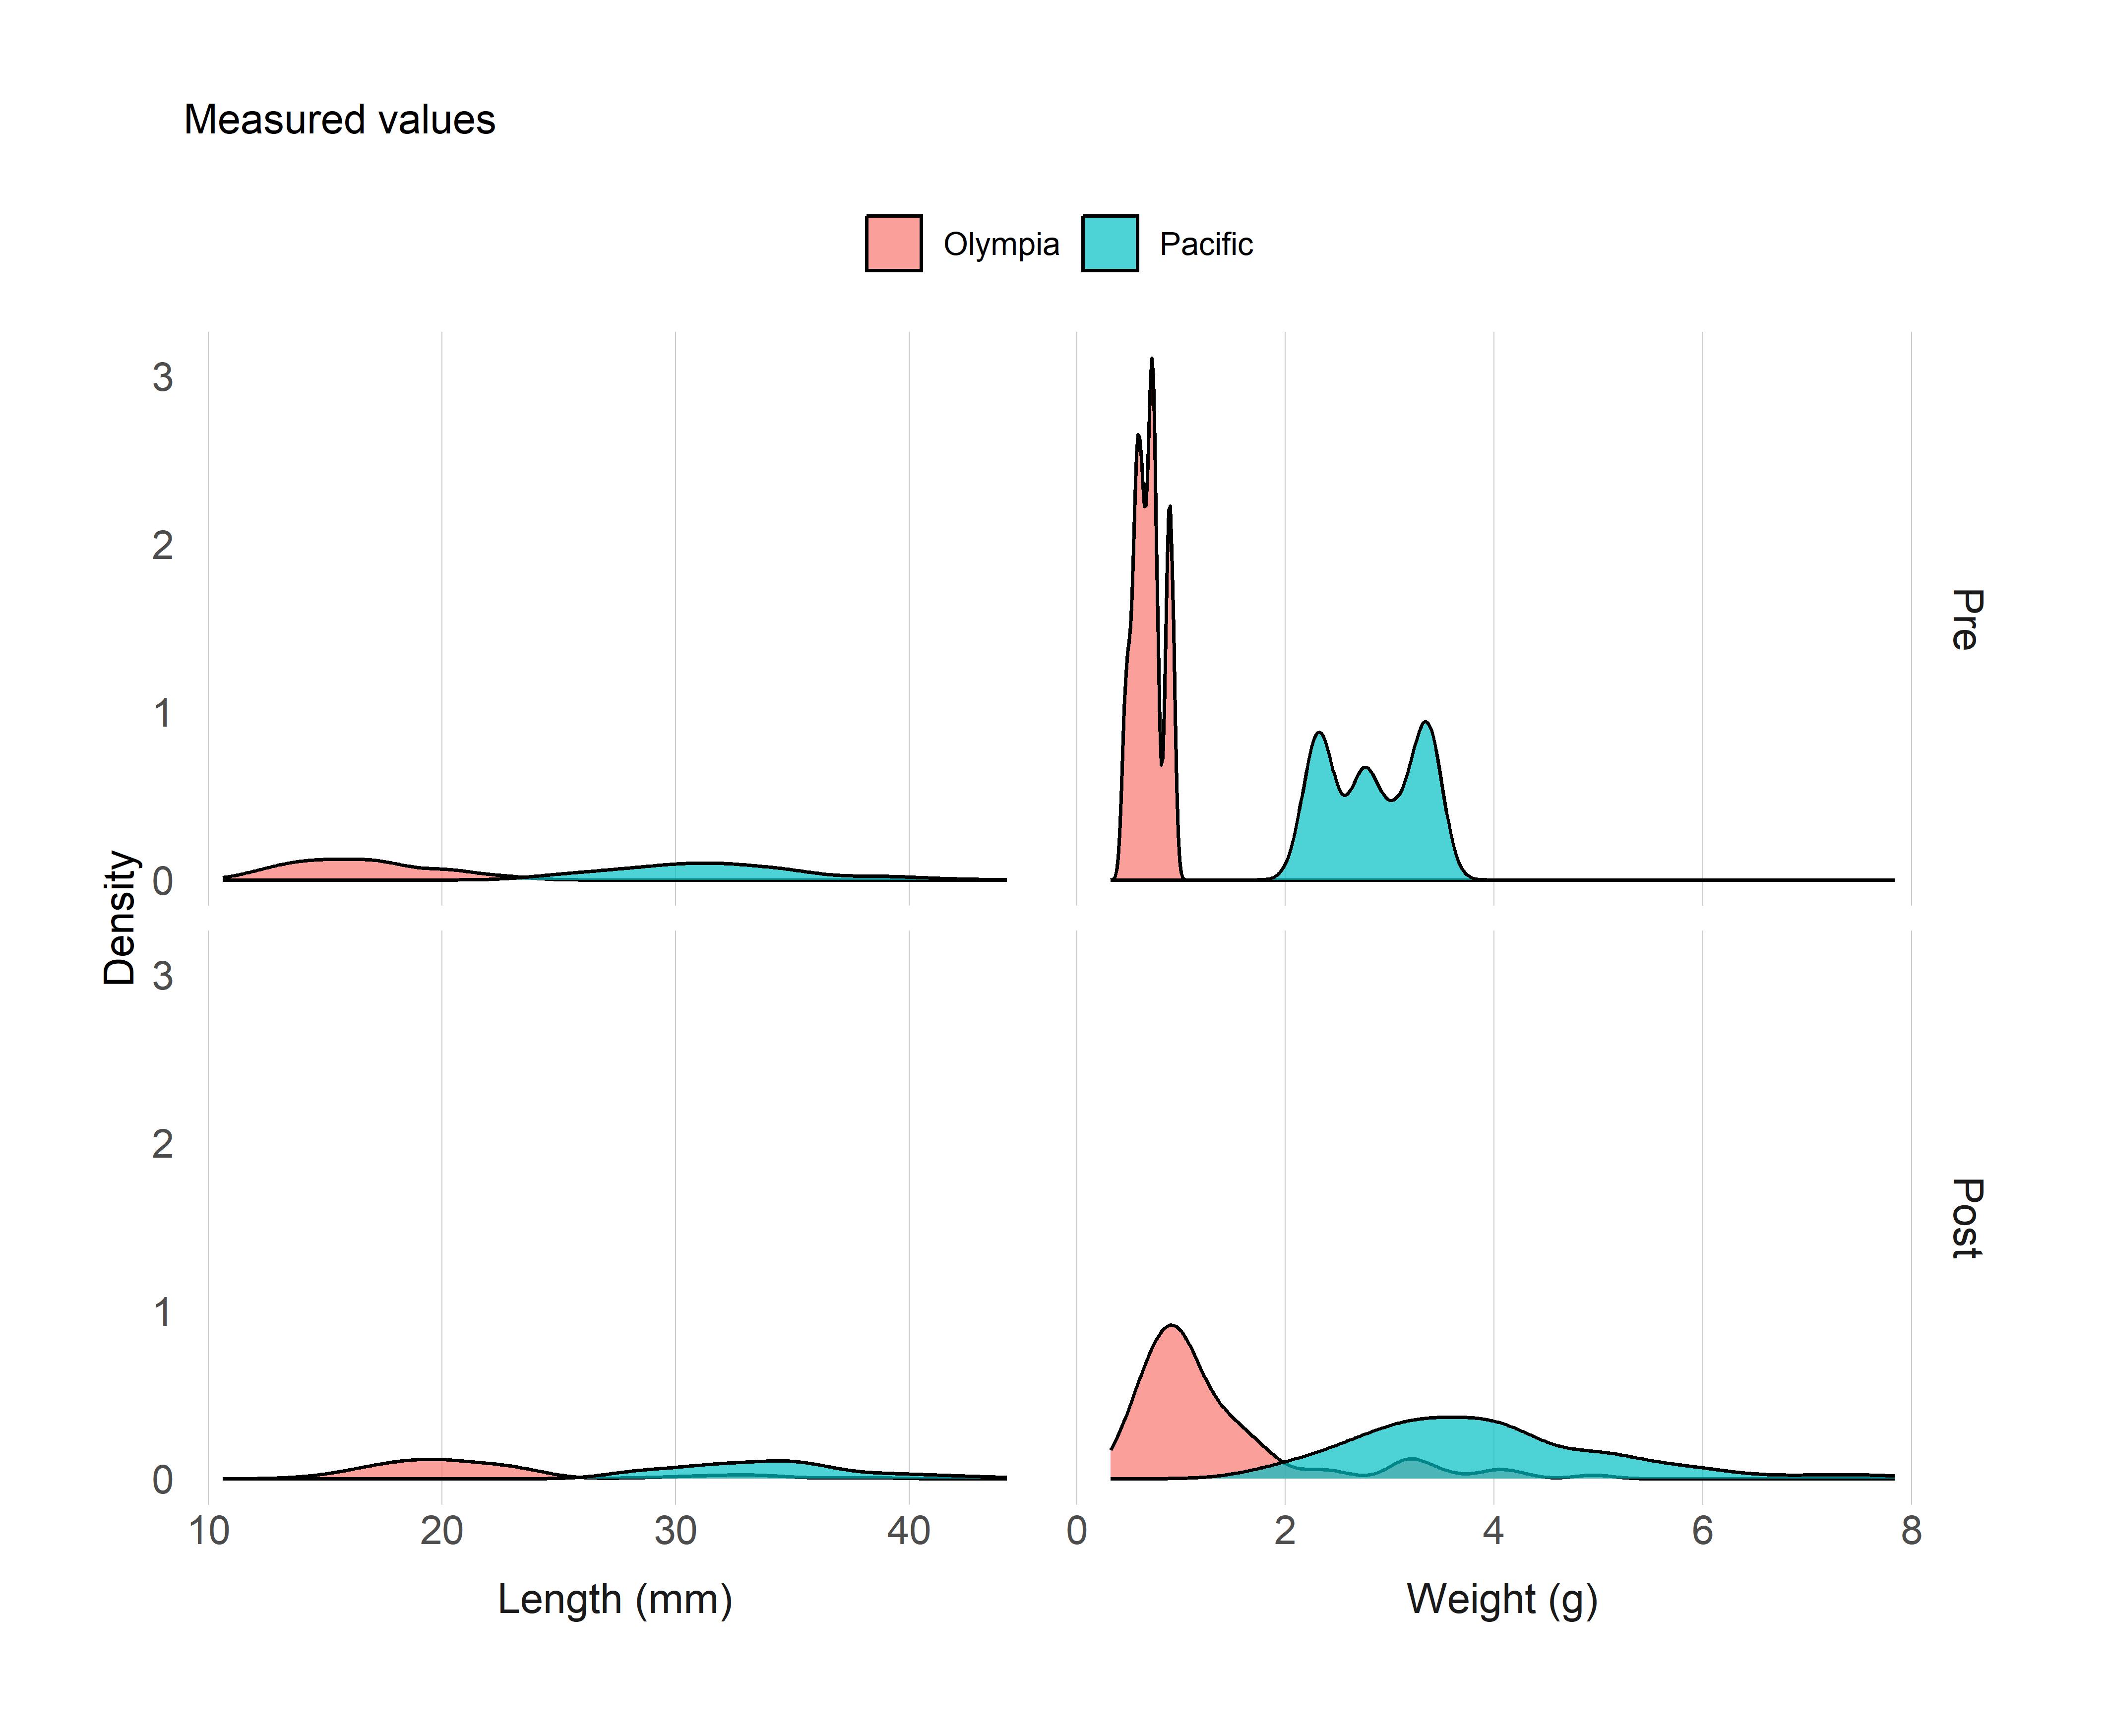 Measured values
Olympia
Pacific
3
2
1
0
Pre
Density
3
2
1
0
Post
10 20 30 40 0 2 4 6 8
Length (mm) Weight (g)